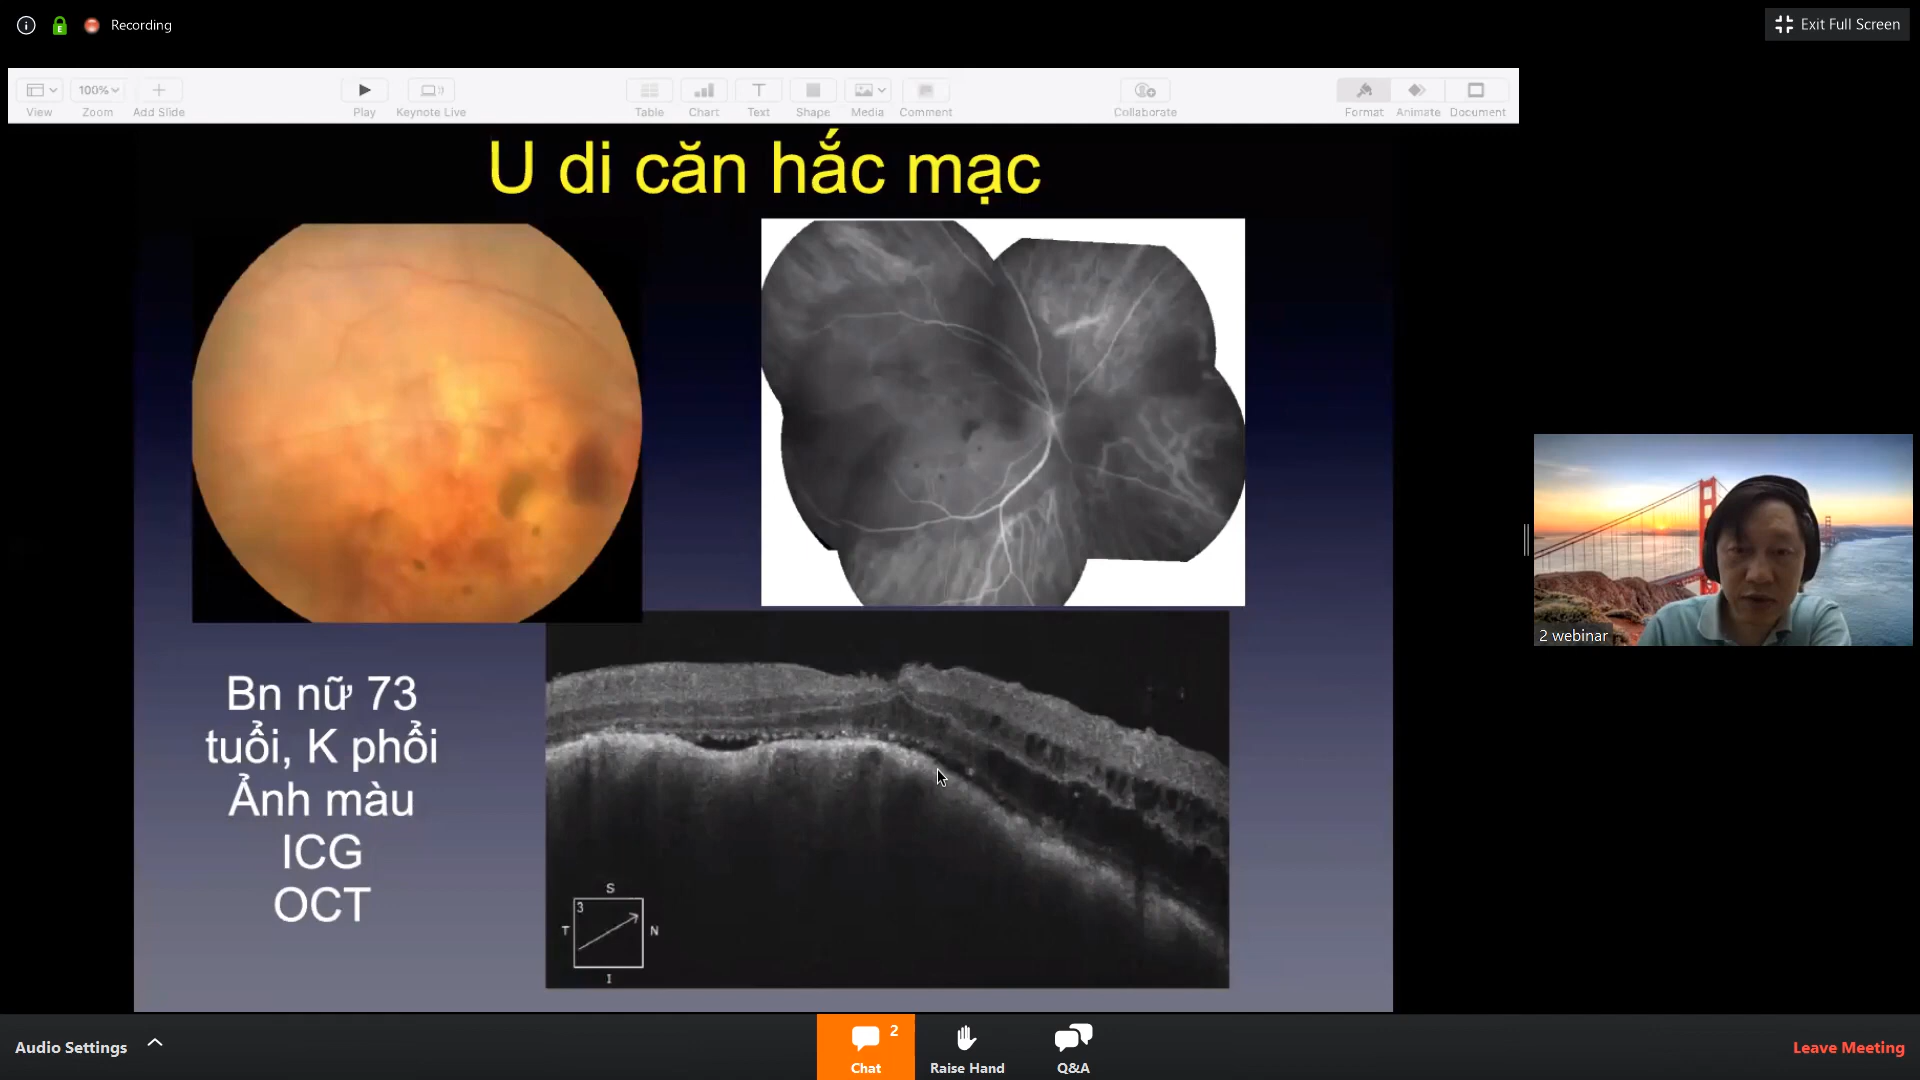 Recording
Exit Full Screen
100%
View
Zoom
Add Slide
Play
Keynote Live
Table
Chart
Text
Shape
Media
Comment
Collaborate
Format
Animate
Document
U di căn hắc mạc
Bn nữ 73
tuổi, K phổi
Ảnh màu
ICG
OCT
S
3
T
N
I
2 webinar
Audio Settings
2
Chat
Raise Hand
Q&A
Leave Meeting